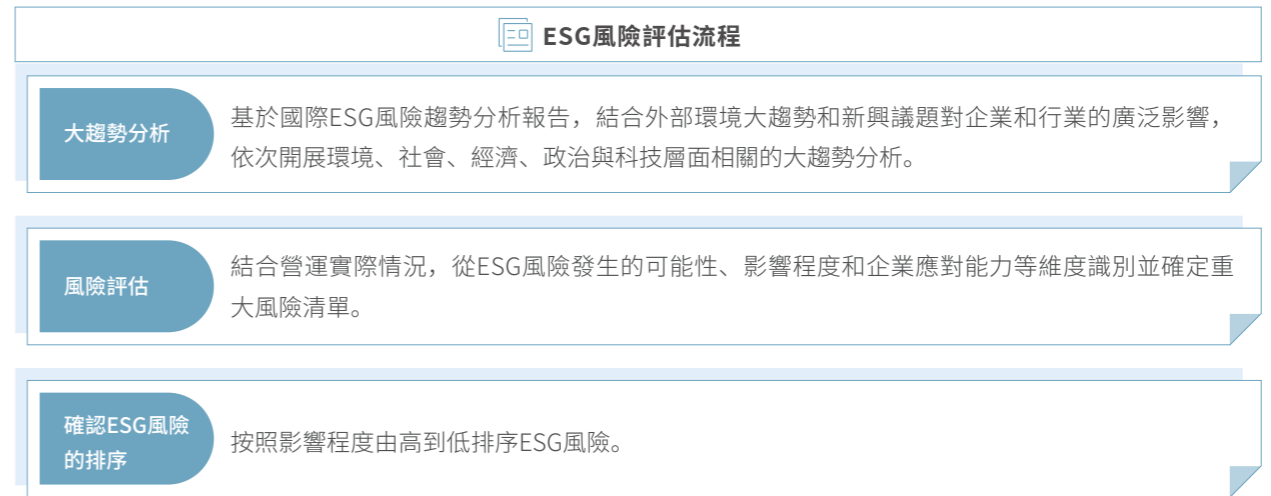 ESG風險評估流程
大趨勢分析
基於國際ESG風險趨勢分析報告，結合外部環境大趨勢和新興議題對企業和行業的廣泛影響，
依次開展環境、社會、經濟、政治與科技層面相關的大趨勢分析。
風險評估
結合營運實際情況，從ESG風險發生的可能性、影響程度和企業應對能力等維度識別並確定重
大風險清單。
確認ESG風險
的排序
按照影響程度由高到低排序ESG風險。